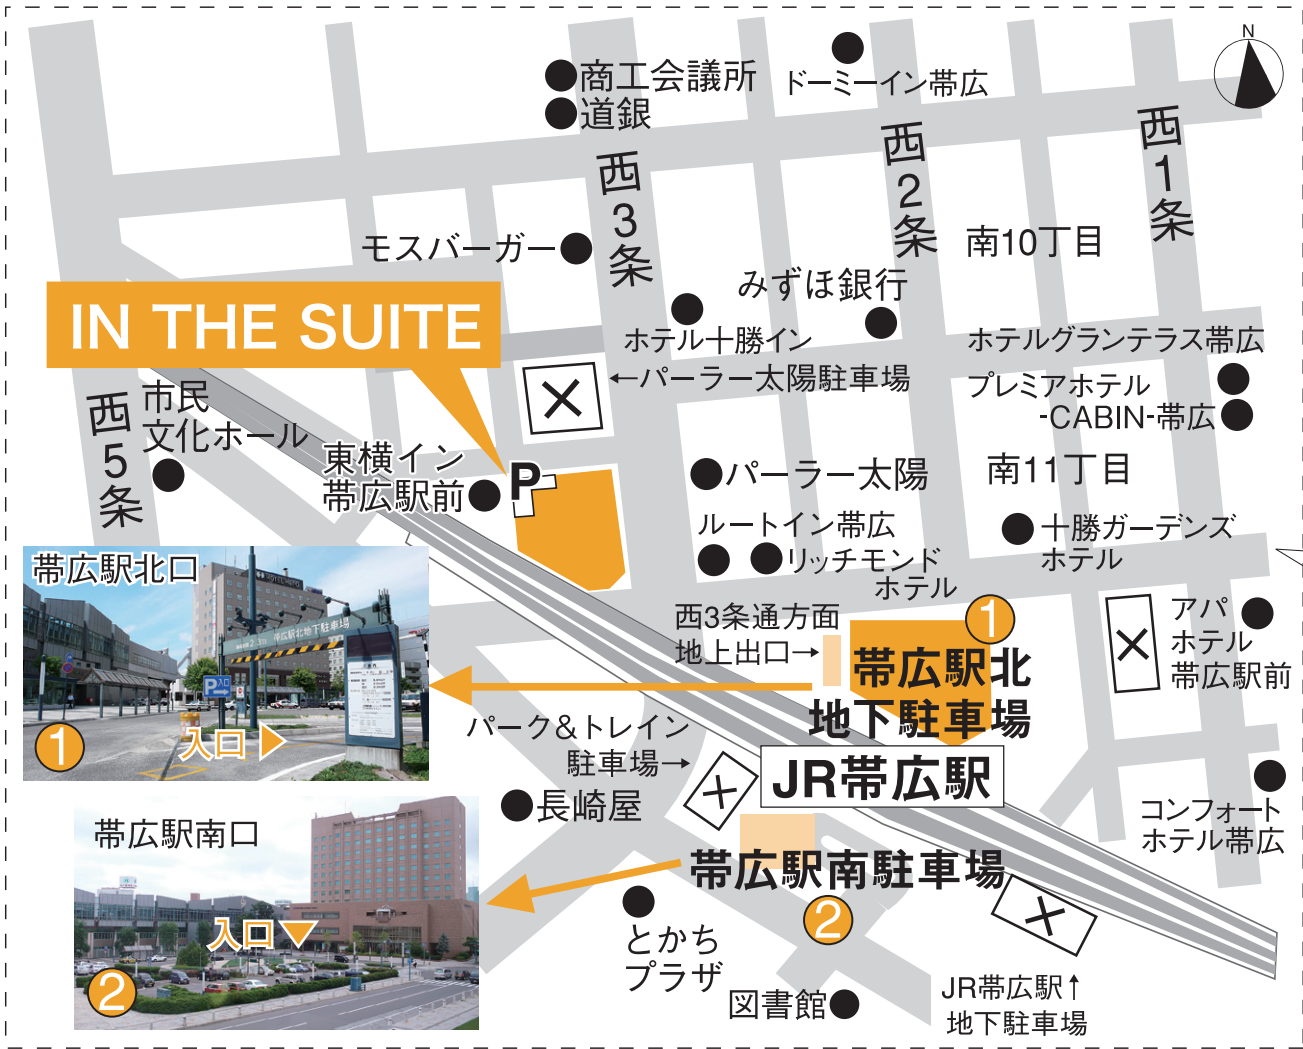 N
商工会議所
道銀
ドーミーイン帯広
西3条
西2条
西1条
モスバーガー
南10丁目
みずほ銀行
IN THE SUITE
ホテル十勝イン
←パーラー太陽駐車場
ホテルグランテラス帯広
プレミアホテル
-CABIN-帯広
西5条
市民
文化ホール
東横イン
帯広駅前
P
パーラー太陽
南11丁目
ルートイン帯広
リッチモンド
ホテル
十勝ガーデンズ
ホテル
帯広駅北口
帯広駅北地下駐車場
P入口
入口
1
西3条通方面
地上出口→
1
帯広駅北
地下駐車場
アパ
ホテル
帯広駅前
パーク&トレイン
駐車場→
JR帯広駅
長崎屋
コンフォート
ホテル帯広
帯広駅南口
入口
2
帯広駅南駐車場
2
とかち
プラザ
図書館
JR帯広駅↑
地下駐車場